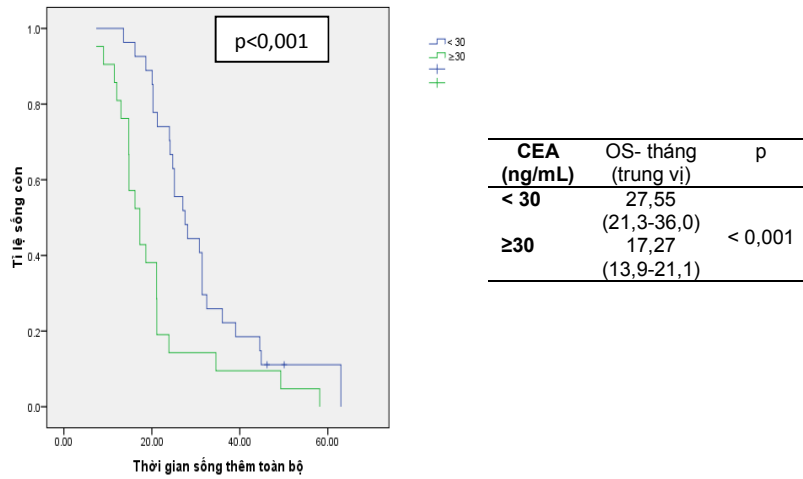 p<0,001
< 30
≥30
1.0
0.8
0.6
0.4
0.2
0.0
Tỉ lệ sống còn
0.00 20.00 40.00 60.00
Thời gian sống thêm toàn bộ
CEA OS- tháng p
(ng/mL) (trung vị)
< 30 27,55
(21,3-36,0)
< 0,001
≥30 17,27
(13,9-21,1)